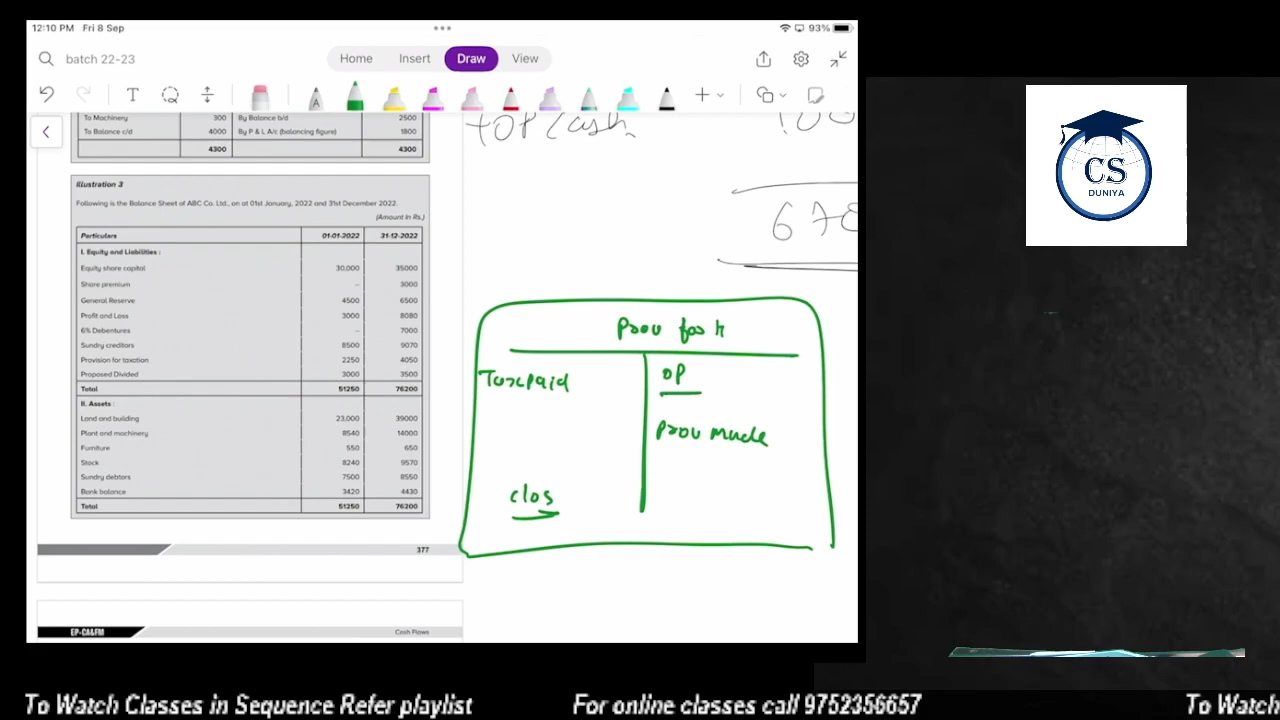 12:10 PM Fri 8 Sep
93%
batch 22-23
Home Insert Draw View
To Machinery 300 By Balance b/d 2500
To Balance c/d 4000 By P & L A/c (balancing figure) 1800
4300 4300
Illustration 3
Following is the Balance Sheet of ABC Co. Ltd., on at 01st January, 2022 and 31st December 2022.
(Amount in Rs.)
Particulars 01-01-2022 31-12-2022
I. Equity and Liabilities :
Equity share capital 30,000 35000
Share premium – 3000
General Reserve 4500 6500
Profit and Loss 3000 8080
6% Debentures – 7000
Sundry creditors 8500 9070
Provision for taxation 2250 4050
Proposed Divided 3000 3500
Total 51250 76200
II. Assets :
Land and building 23,000 39000
Plant and machinery 8540 14000
Furniture 550 650
Stock 8240 9570
Sundry debtors 7500 8550
Bank balance 3420 4430
Total 51250 76200
377
EP-CA&FM Cash Flows
+op cash
678
Prov for
Tax paid
op
Prov made
clos
CS
DUNIYA
To Watch Classes in Sequence Refer playlist For online classes call 9752356657 To Watch